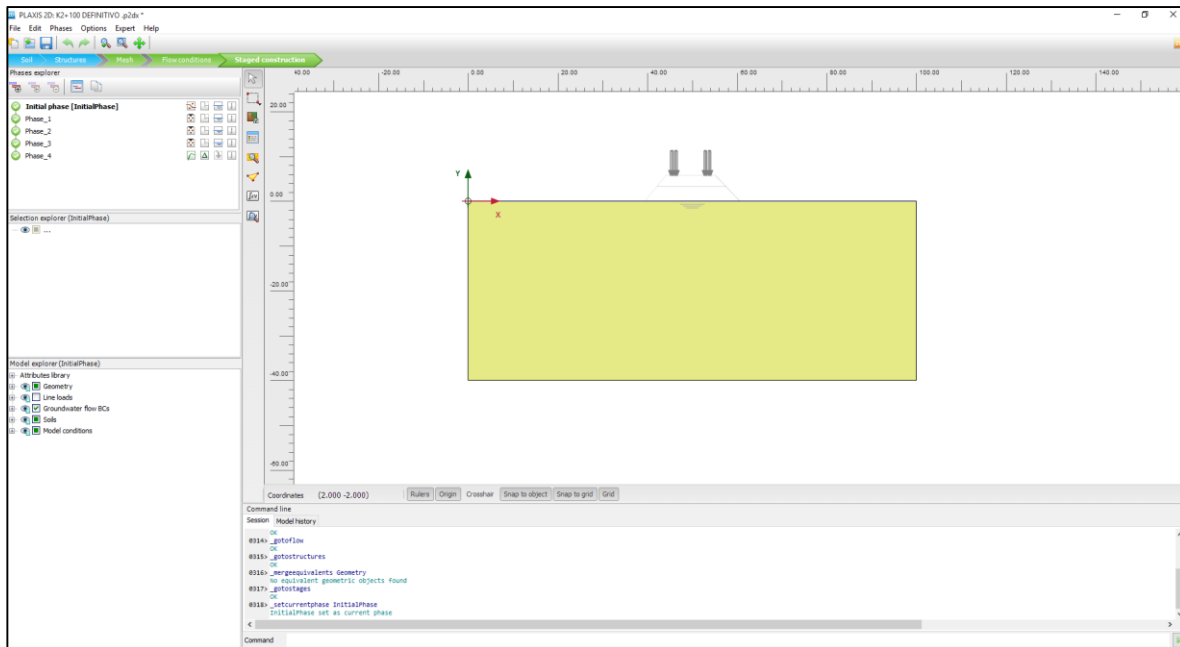 PLAXIS 2D: K2+100 DEFINITIVO .p2dx *
File Edit Phases Options Expert Help
Soil Structures Mesh Flow conditions Staged construction
Phases explorer
Initial phase [InitialPhase]
Phase_1
Phase_2
Phase_3
Phase_4
Selection explorer (InitialPhase)
...
Model explorer (InitialPhase)
Attributes library
Geometry
Line loads
Groundwater flow BCs
Soils
Model conditions
40.00 -20.00 0.00 20.00 40.00 60.00 80.00 100.00 120.00 140.00
20.00
0.00
-20.00
-40.00
-60.00
Y
X
Coordinates (2.000 -2.000) Rulers Origin Crosshair Snap to object Snap to grid Grid
Command line
Session Model history
OK
0314> _gotoflow
OK
0315> _gotostructures
OK
0316> _mergeequivalents Geometry
No equivalent geometric objects found
0317> _gotostages
OK
0318> _setcurrentphase InitialPhase
InitialPhase set as current phase
Command